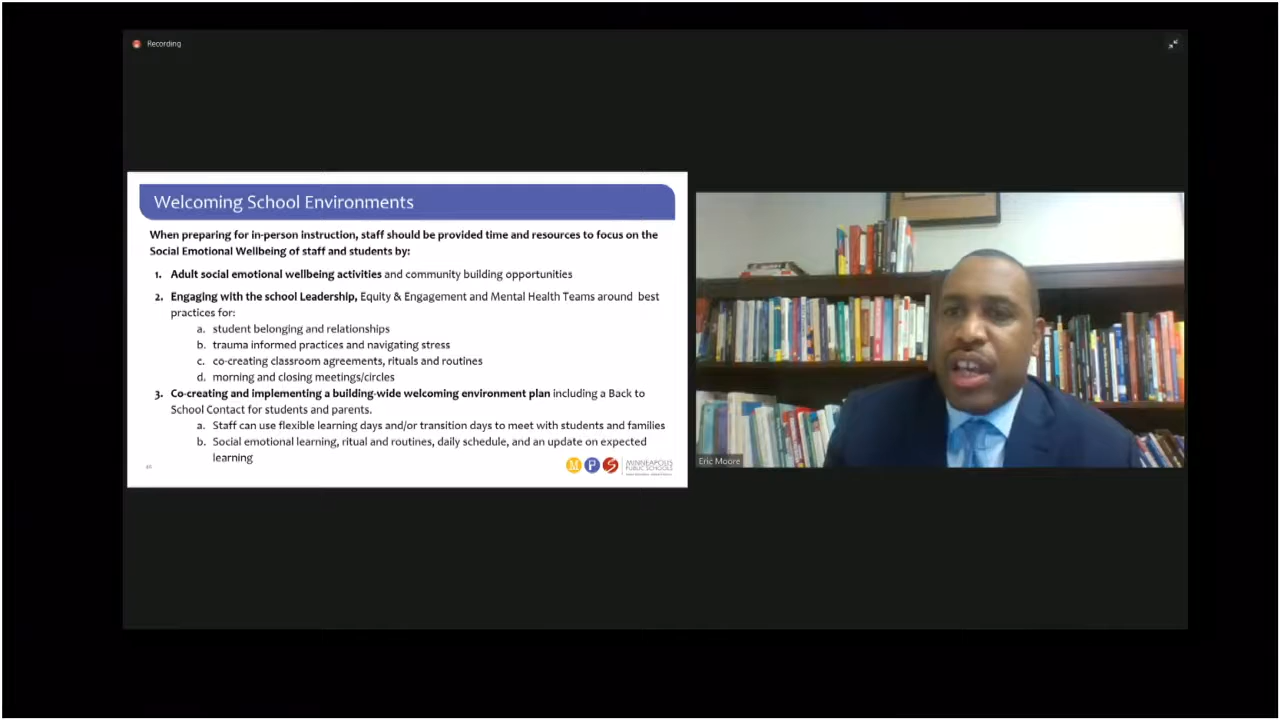 Recording
Welcoming School Environments
When preparing for in-person instruction, staff should be provided time and resources to focus on the
Social Emotional Wellbeing of staff and students by:
1. Adult social emotional wellbeing activities and community building opportunities
2. Engaging with the school Leadership, Equity & Engagement and Mental Health Teams around best
practices for:
a. student belonging and relationships
b. trauma informed practices and navigating stress
c. co-creating classroom agreements, rituals and routines
d. morning and closing meetings/circles
3. Co-creating and implementing a building-wide welcoming environment plan including a Back to
School Contact for students and parents.
a. Staff can use flexible learning days and/or transition days to meet with students and families
b. Social emotional learning, ritual and routines, daily schedule, and an update on expected
learning
M P S
MINNEAPOLIS
PUBLIC SCHOOLS
Eric Moore